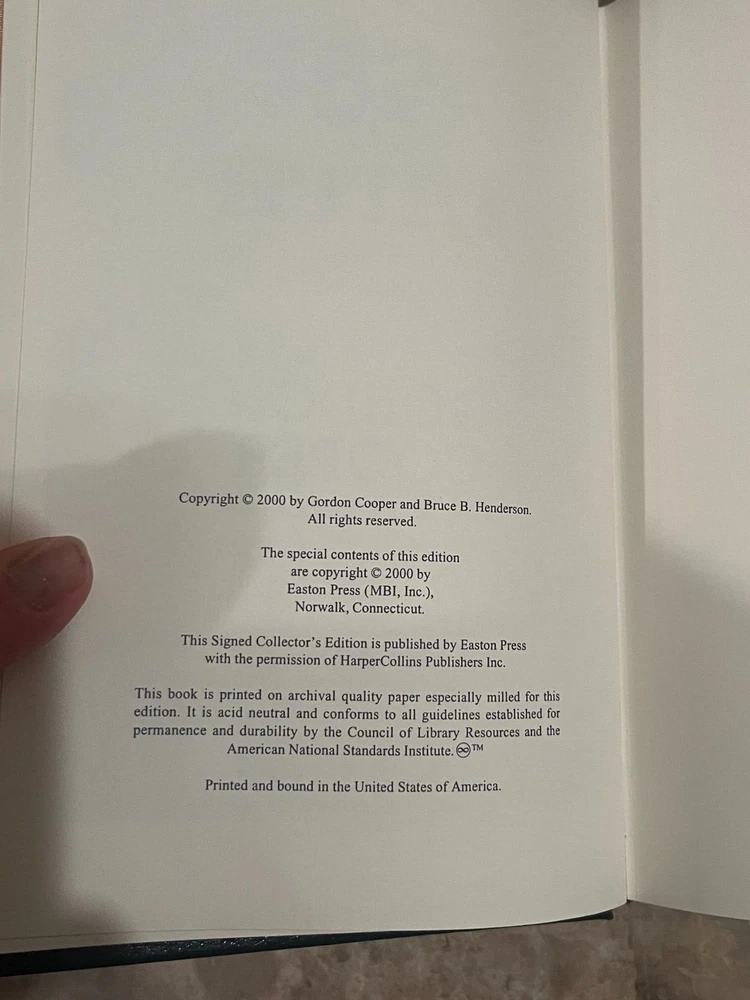 Copyright © 2000 by Gordon Cooper and Bruce B. Henderson.
All rights reserved.
The special contents of this edition
are copyright © 2000 by
Easton Press (MBI, Inc.),
Norwalk, Connecticut.
This Signed Collector's Edition is published by Easton Press
with the permission of HarperCollins Publishers Inc.
This book is printed on archival quality paper especially milled for this
edition. It is acid neutral and conforms to all guidelines established for
permanence and durability by the Council of Library Resources and the
American National Standards Institute. ♾™
Printed and bound in the United States of America.